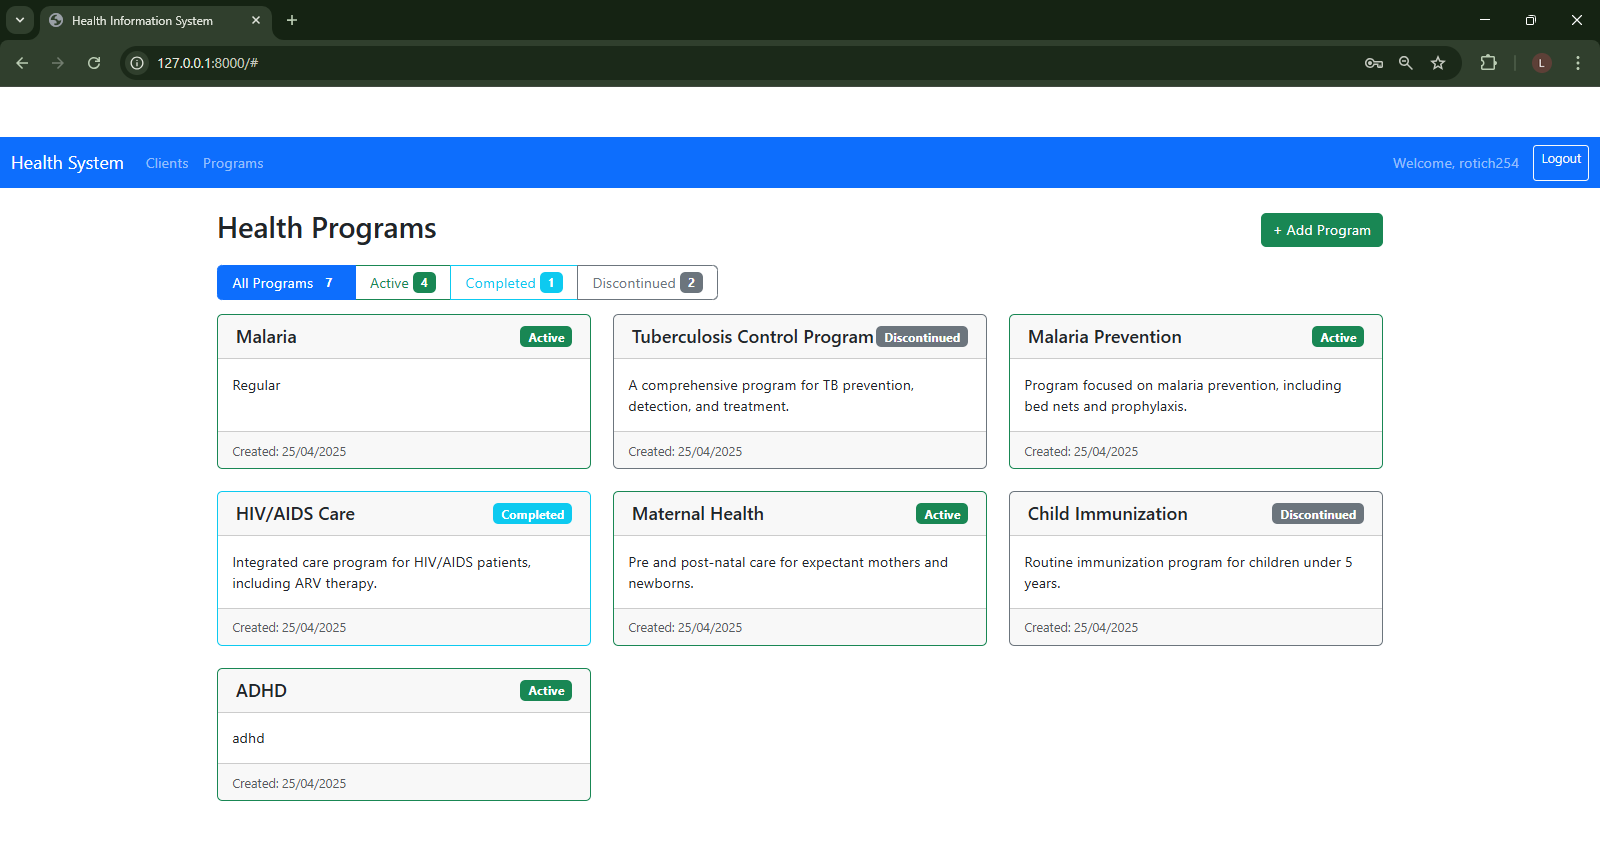 Health Information System
127.0.0.1:8000/#
L
Health System Clients Programs Welcome, rotich254 Logout
Health Programs + Add Program
All Programs 7 Active 4 Completed 1 Discontinued 2
Malaria Active
Regular
Created: 25/04/2025
Tuberculosis Control Program Discontinued
A comprehensive program for TB prevention,
detection, and treatment.
Created: 25/04/2025
Malaria Prevention Active
Program focused on malaria prevention, including
bed nets and prophylaxis.
Created: 25/04/2025
HIV/AIDS Care Completed
Integrated care program for HIV/AIDS patients,
including ARV therapy.
Created: 25/04/2025
Maternal Health Active
Pre and post-natal care for expectant mothers and
newborns.
Created: 25/04/2025
Child Immunization Discontinued
Routine immunization program for children under 5
years.
Created: 25/04/2025
ADHD Active
adhd
Created: 25/04/2025